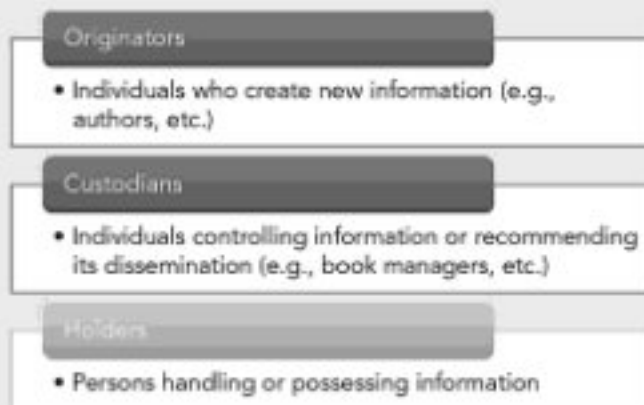 Originators
• Individuals who create new information (e.g.,
authors, etc.)
Custodians
• Individuals controlling information or recommending
its dissemination (e.g., book managers, etc.)
Holders
• Persons handling or possessing information